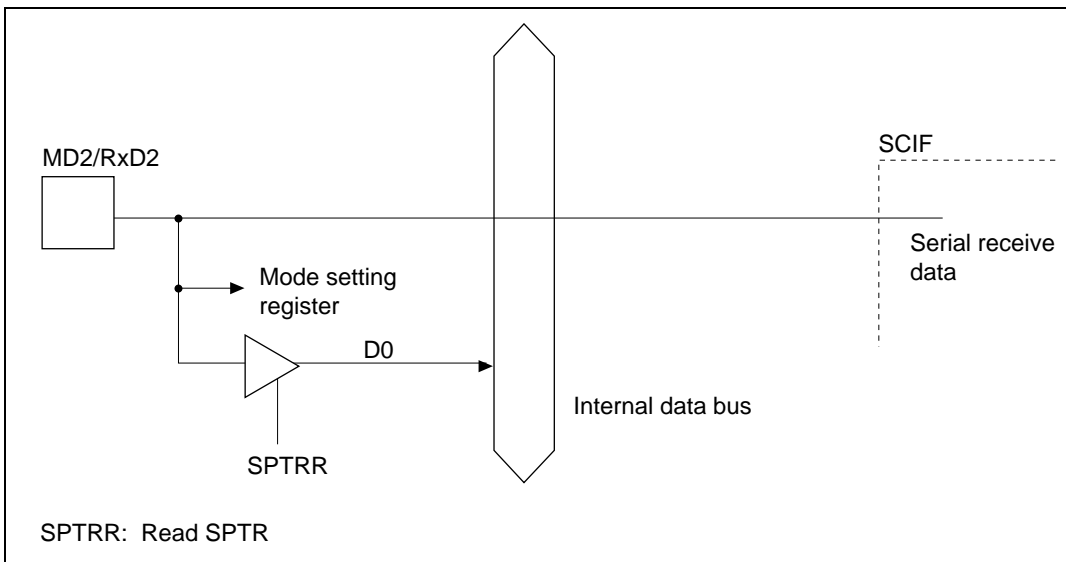 MD2/RxD2
SCIF
Serial receive
data
Mode setting
register
D0
Internal data bus
SPTRR
SPTRR: Read SPTR